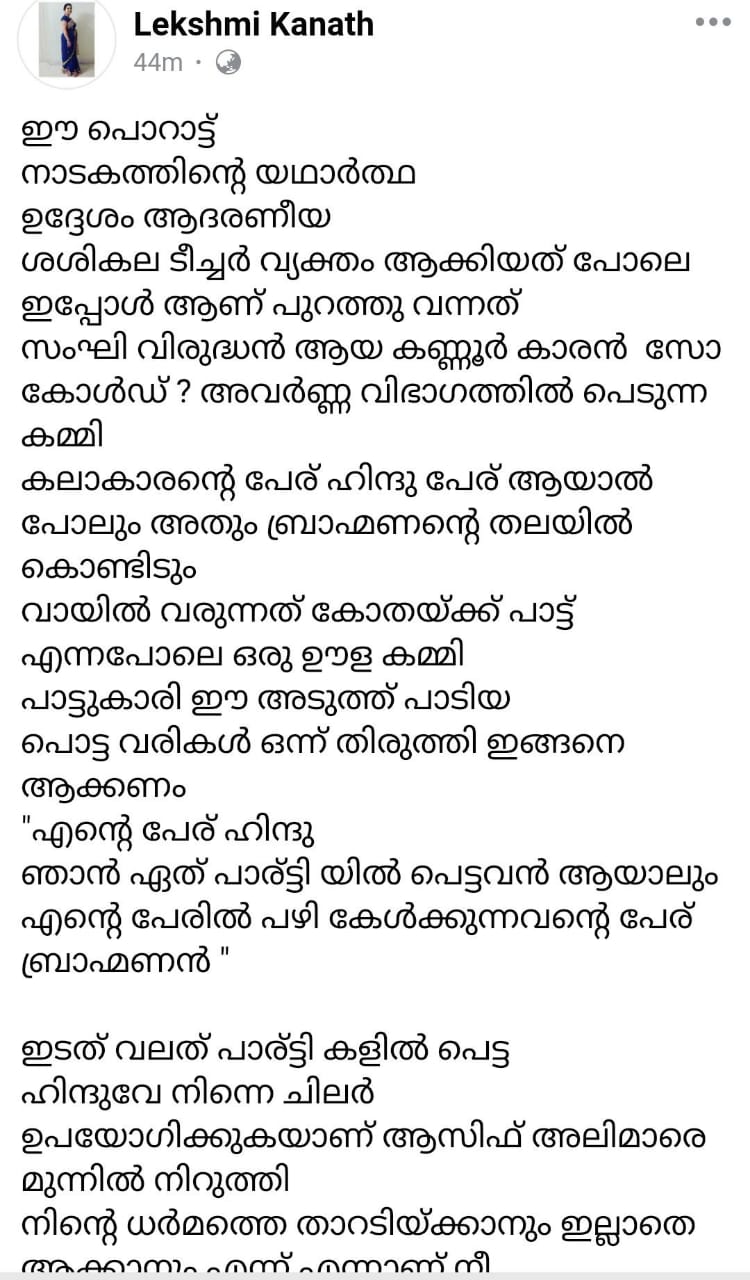 Lekshmi Kanath
44m ·
ഈ പൊറാട്ട്
നാടകത്തിന്റെ യഥാർത്ഥ
ഉദ്ദേശം ആദരണീയ
ശശികല ടീച്ചർ വ്യക്തം ആക്കിയത് പോലെ
ഇപ്പോൾ ആണ് പുറത്തു വന്നത്
സംഘി വിരുദ്ധൻ ആയ കണ്ണൂർ കാരൻ സോ
കോൾഡ് ? അവർണ്ണ വിഭാഗത്തിൽ പെടുന്ന
കമ്മി
കലാകാരന്റെ പേര് ഹിന്ദു പേര് ആയാൽ
പോലും അതും ബ്രാഹ്മണന്റെ തലയിൽ
കൊണ്ടിടും
വായിൽ വരുന്നത് കോതയ്ക്ക് പാട്ട്
എന്നപോലെ ഒരു ഊള കമ്മി
പാട്ടുകാരി ഈ അടുത്ത് പാടിയ
പൊട്ട വരികൾ ഒന്ന് തിരുത്തി ഇങ്ങനെ
ആക്കണം
"എന്റെ പേര് ഹിന്ദു
ഞാൻ ഏത് പാര്ട്ടി യിൽ പെട്ടവൻ ആയാലും
എന്റെ പേരിൽ പഴി കേൾക്കുന്നവന്റെ പേര്
ബ്രാഹ്മണൻ "
ഇടത് വലത് പാര്ട്ടി കളിൽ പെട്ട
ഹിന്ദുവേ നിന്നെ ചിലർ
ഉപയോഗിക്കുകയാണ് ആസിഫ് അലിമാരെ
മുന്നിൽ നിറുത്തി
നിന്റെ ധർമത്തെ താറടിയ്ക്കാനും ഇല്ലാതെ
ആക്കാനും എന്ന് എന്നാണ് നീ